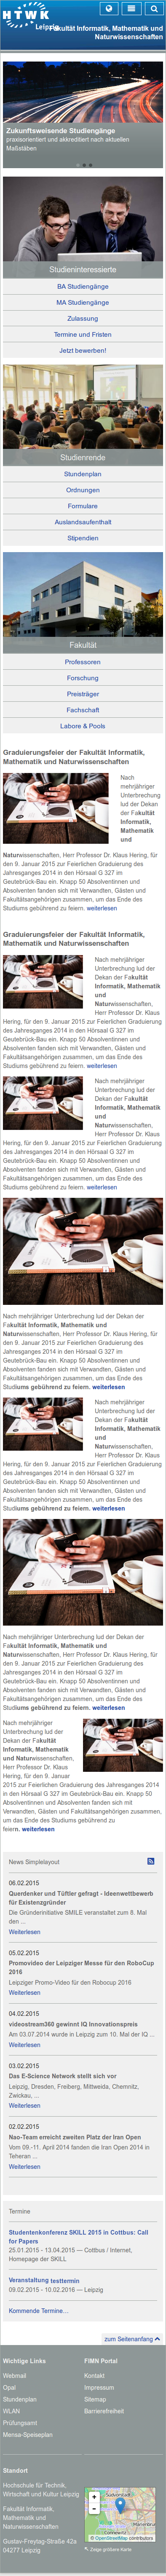 HTWK
Leipzig
Fakultät Informatik, Mathematik und
Naturwissenschaften
Zukunftsweisende Studiengänge
praxisorientiert und akkreditiert nach aktuellen
Maßstäben
Studieninteressierte
BA Studiengänge
MA Studiengänge
Zulassung
Termine und Fristen
Jetzt bewerben!
Studienrende
Stundenplan
Ordnungen
Formulare
Auslandsaufenthalt
Stipendien
Fakultät
Professoren
Forschung
Preisträger
Fachschaft
Labore & Pools
Graduierungsfeier der Fakultät Informatik,
Mathematik und Naturwissenschaften
Nach
mehrjähriger
Unterbrechung
lud der Dekan
der Fakultät
Informatik,
Mathematik
und
Naturwissenschaften, Herr Professor Dr. Klaus Hering, für
den 9. Januar 2015 zur Feierlichen Graduierung des
Jahresganges 2014 in den Hörsaal G 327 im
Geutebrück-Bau ein. Knapp 50 Absolventinnen und
Absolventen fanden sich mit Verwandten, Gästen und
Fakultätsangehörigen zusammen, um das Ende des
Studiums gebührend zu feiern. weiterlesen
Graduierungsfeier der Fakultät Informatik,
Mathematik und Naturwissenschaften
Nach mehrjähriger
Unterbrechung lud der
Dekan der Fakultät
Informatik, Mathematik
und
Naturwissenschaften,
Herr Professor Dr. Klaus
Hering, für den 9. Januar 2015 zur Feierlichen Graduierung
des Jahresganges 2014 in den Hörsaal G 327 im
Geutebrück-Bau ein. Knapp 50 Absolventinnen und
Absolventen fanden sich mit Verwandten, Gästen und
Fakultätsangehörigen zusammen, um das Ende des
Studiums gebührend zu feiern. weiterlesen
Nach mehrjähriger
Unterbrechung lud der
Dekan der Fakultät
Informatik, Mathematik
und
Naturwissenschaften,
Herr Professor Dr. Klaus
Hering, für den 9. Januar 2015 zur Feierlichen Graduierung
des Jahresganges 2014 in den Hörsaal G 327 im
Geutebrück-Bau ein. Knapp 50 Absolventinnen und
Absolventen fanden sich mit Verwandten, Gästen und
Fakultätsangehörigen zusammen, um das Ende des
Studiums gebührend zu feiern. weiterlesen
Nach mehrjähriger Unterbrechung lud der Dekan der
Fakultät Informatik, Mathematik und
Naturwissenschaften, Herr Professor Dr. Klaus Hering, für
den 9. Januar 2015 zur Feierlichen Graduierung des
Jahresganges 2014 in den Hörsaal G 327 im
Geutebrück-Bau ein. Knapp 50 Absolventinnen und
Absolventen fanden sich mit Verwandten, Gästen und
Fakultätsangehörigen zusammen, um das Ende des
Studiums gebührend zu feiern. weiterlesen
Nach mehrjähriger
Unterbrechung lud der
Dekan der Fakultät
Informatik, Mathematik
und
Naturwissenschaften,
Herr Professor Dr. Klaus
Hering, für den 9. Januar 2015 zur Feierlichen Graduierung
des Jahresganges 2014 in den Hörsaal G 327 im
Geutebrück-Bau ein. Knapp 50 Absolventinnen und
Absolventen fanden sich mit Verwandten, Gästen und
Fakultätsangehörigen zusammen, um das Ende des
Studiums gebührend zu feiern. weiterlesen
Nach mehrjähriger Unterbrechung lud der Dekan der
Fakultät Informatik, Mathematik und
Naturwissenschaften, Herr Professor Dr. Klaus Hering, für
den 9. Januar 2015 zur Feierlichen Graduierung des
Jahresganges 2014 in den Hörsaal G 327 im
Geutebrück-Bau ein. Knapp 50 Absolventinnen und
Absolventen fanden sich mit Verwandten, Gästen und
Fakultätsangehörigen zusammen, um das Ende des
Studiums gebührend zu feiern. weiterlesen
Nach mehrjähriger
Unterbrechung lud der
Dekan der Fakultät
Informatik, Mathematik
und Naturwissenschaften,
Herr Professor Dr. Klaus
Hering, für den 9. Januar
2015 zur Feierlichen Graduierung des Jahresganges 2014
in den Hörsaal G 327 im Geutebrück-Bau ein. Knapp 50
Absolventinnen und Absolventen fanden sich mit
Verwandten, Gästen und Fakultätsangehörigen zusammen,
um das Ende des Studiums gebührend zu
feiern. weiterlesen
News Simplelayout
06.02.2015
Querdenker und Tüftler gefragt - Ideenwettbewerb
für Existenzgründer
Die Gründerinitiative SMILE veranstaltet zum 8. Mal
den ...
Weiterlesen
05.02.2015
Promovideo der Leipziger Messe für den RoboCup
2016
Leipziger Promo-Video für den Robocup 2016
Weiterlesen
04.02.2015
videostream360 gewinnt IQ Innovationspreis
Am 03.07.2014 wurde in Leipzig zum 10. Mal der IQ ...
Weiterlesen
03.02.2015
Das E-Science Network stellt sich vor
Leipzig, Dresden, Freiberg, Mittweida, Chemnitz,
Zwickau, ...
Weiterlesen
02.02.2015
Nao-Team erreicht zweiten Platz der Iran Open
Vom 09.-11. April 2014 fanden die Iran Open 2014 in
Teheran ...
Weiterlesen
Termine
Studentenkonferenz SKILL 2015 in Cottbus: Call
for Papers
25.01.2015 - 13.04.2015 — Cottbus / Internet,
Homepage der SKILL
Veranstaltung testtermin
09.02.2015 - 10.02.2016 — Leipzig
Kommende Termine...
zum Seitenanfang
Wichtige Links
Webmail
Opal
Studenplan
WLAN
Prüfungsamt
Mensa-Speiseplan
FIMN Portal
Kontakt
Impressum
Sitemap
Barrierefreiheit
Standort
Hochschule für Technik,
Wirtschaft und Kultur Leipzig
Fakultät Informatik,
Mathematik und
Naturwissenschaften
Gustav-Freytag-Straße 42a
04277 Leipzig
+
-
Südvorstadt
Connewitz
© OpenStreetMap contributors
Zeige größere Karte